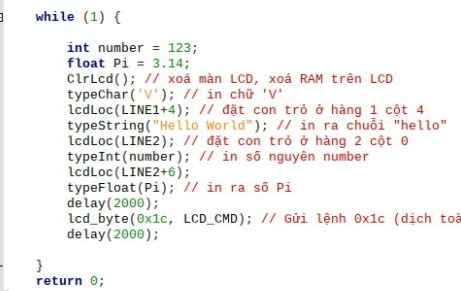 while (1) {
int number = 123;
float Pi = 3.14;
ClrLcd(); // xoá màn LCD, xoá RAM trên LCD
typeChar('V'); // in chữ 'V'
lcdLoc(LINE1+4); // đặt con trỏ ở hàng 1 cột 4
typeString("Hello World"); // in ra chuỗi "hello"
lcdLoc(LINE2); // đặt con trỏ ở hàng 2 cột 0
typeInt(number); // in số nguyên number
lcdLoc(LINE2+6);
typeFloat(Pi); // in ra số Pi
delay(2000);
lcd_byte(0x1c, LCD_CMD); // Gửi lệnh 0x1c (dịch toà
delay(2000);
}
return 0;